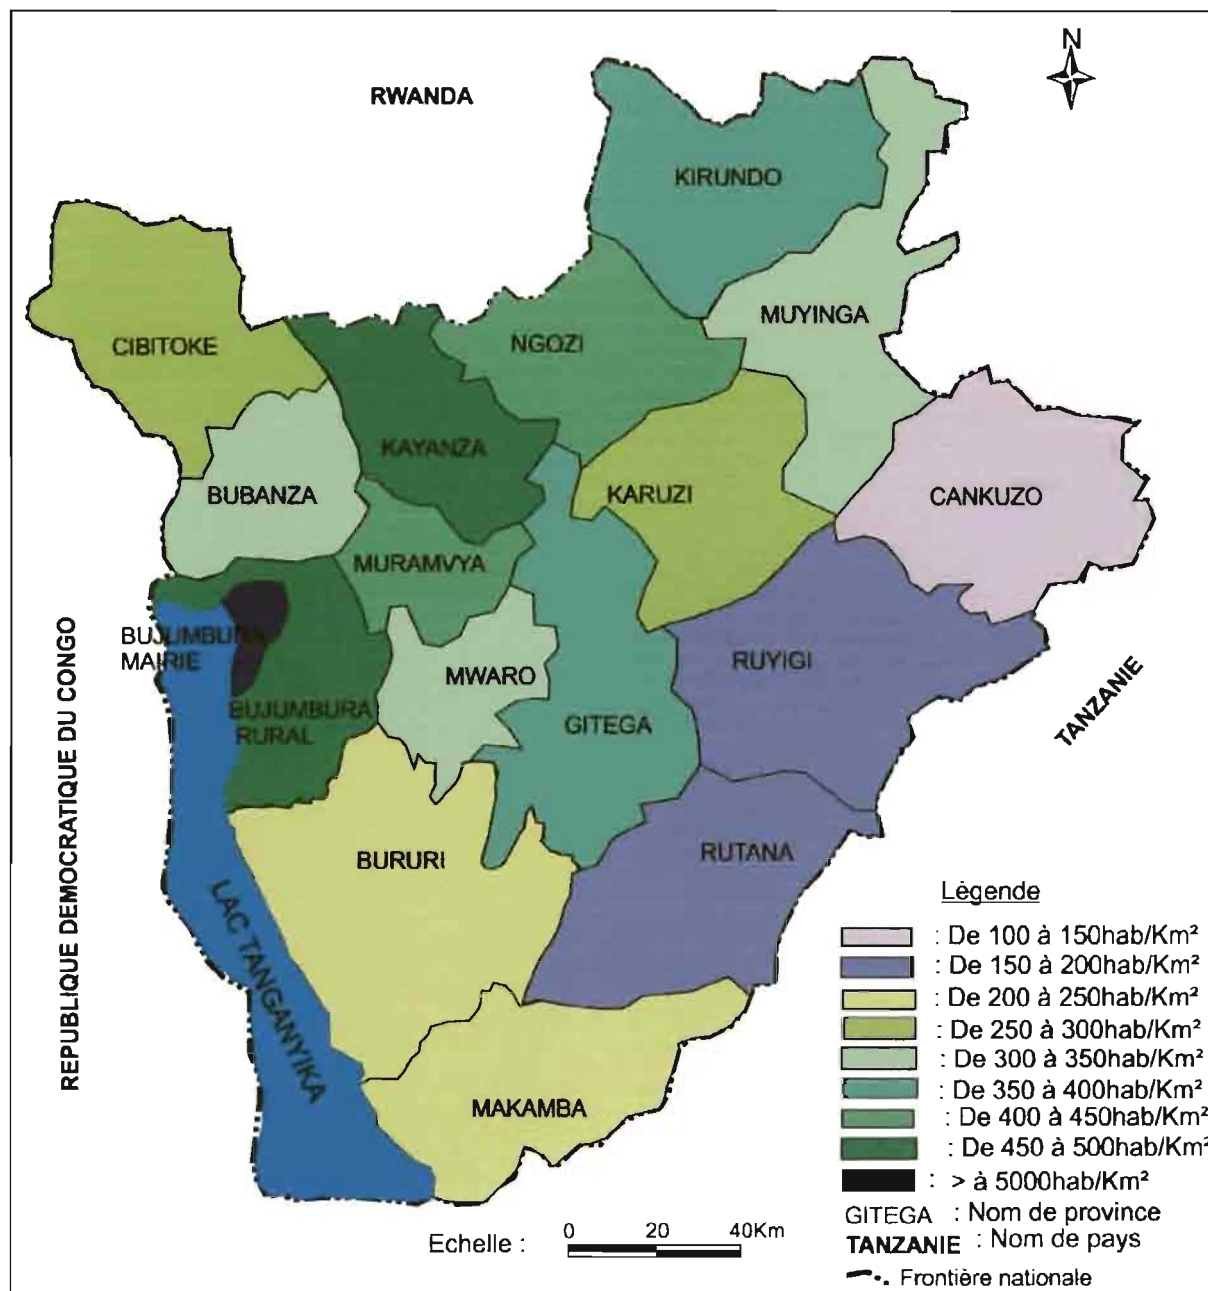 N
RWANDA
KIRUNDO
MUYINGA
CIBITOKE
NGOZI
KAYANZA
BUBANZA
KARUZI
CANKUZO
MURAMVYA
BUJUMBURA
MAIRIE
MWARO
RUYIGI
BUJUMBURA
RURAL
GITEGA
TANZANIE
REPUBLIQUE DEMOCRATIQUE DU CONGO
BURURI
RUTANA
LAC TANGANYIKA
MAKAMBA
Légende
: De 100 à 150hab/Km²
: De 150 à 200hab/Km²
: De 200 à 250hab/Km²
: De 250 à 300hab/Km²
: De 300 à 350hab/Km²
: De 350 à 400hab/Km²
: De 400 à 450hab/Km²
: De 450 à 500hab/Km²
: > à 5000hab/Km²
GITEGA : Nom de province
TANZANIE : Nom de pays
Frontière nationale
Echelle : 0 20 40Km